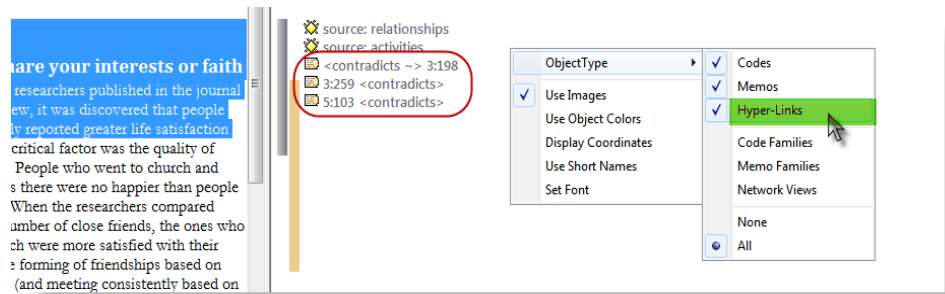 are your interests or faith
researchers published in the journal
ew, it was discovered that people
ly reported greater life satisfaction
critical factor was the quality of
People who went to church and
s there were no happier than people
When the researchers compared
umber of close friends, the ones who
ch were more satisfied with their
e forming of friendships based on
(and meeting consistently based on
source: relationships
source: activities
<contradicts ~> 3:198
3:259 <contradicts>
5:103 <contradicts>
ObjectType
Use Images
Use Object Colors
Display Coordinates
Use Short Names
Set Font
Codes
Memos
Hyper-Links
Code Families
Memo Families
Network Views
None
All